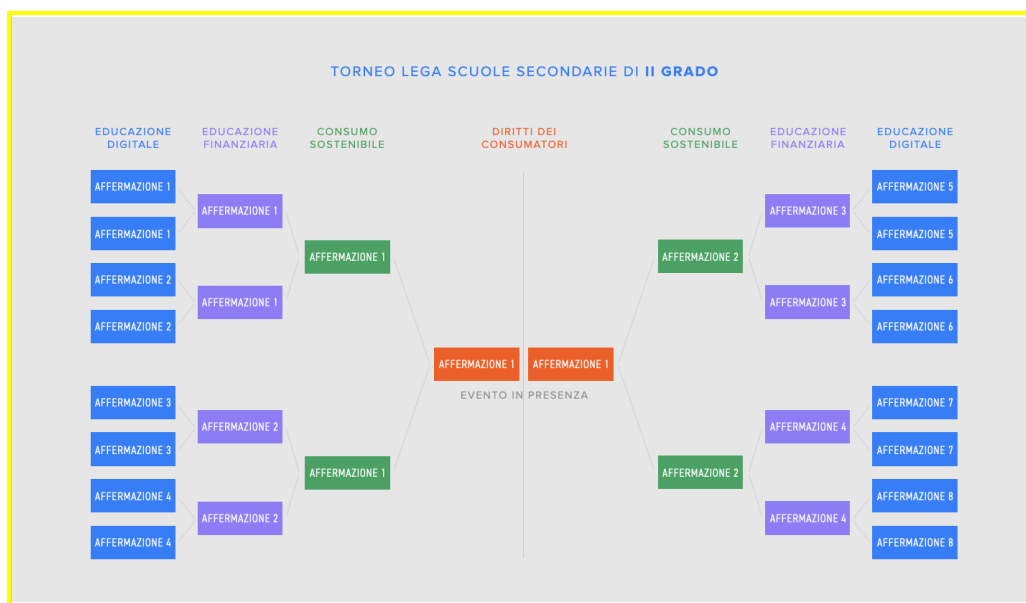 TORNEO LEGA SCUOLE SECONDARIE DI II GRADO
EDUCAZIONE
DIGITALE
EDUCAZIONE
FINANZIARIA
CONSUMO
SOSTENIBILE
DIRITTI DEI
CONSUMATORI
CONSUMO
SOSTENIBILE
EDUCAZIONE
FINANZIARIA
EDUCAZIONE
DIGITALE
AFFERMAZIONE 1
AFFERMAZIONE 1
AFFERMAZIONE 2
AFFERMAZIONE 2
AFFERMAZIONE 3
AFFERMAZIONE 3
AFFERMAZIONE 4
AFFERMAZIONE 4
AFFERMAZIONE 1
AFFERMAZIONE 1
AFFERMAZIONE 2
AFFERMAZIONE 2
AFFERMAZIONE 1
AFFERMAZIONE 1
AFFERMAZIONE 1
AFFERMAZIONE 1
EVENTO IN PRESENZA
AFFERMAZIONE 2
AFFERMAZIONE 2
AFFERMAZIONE 3
AFFERMAZIONE 3
AFFERMAZIONE 4
AFFERMAZIONE 4
AFFERMAZIONE 5
AFFERMAZIONE 5
AFFERMAZIONE 6
AFFERMAZIONE 6
AFFERMAZIONE 7
AFFERMAZIONE 7
AFFERMAZIONE 8
AFFERMAZIONE 8